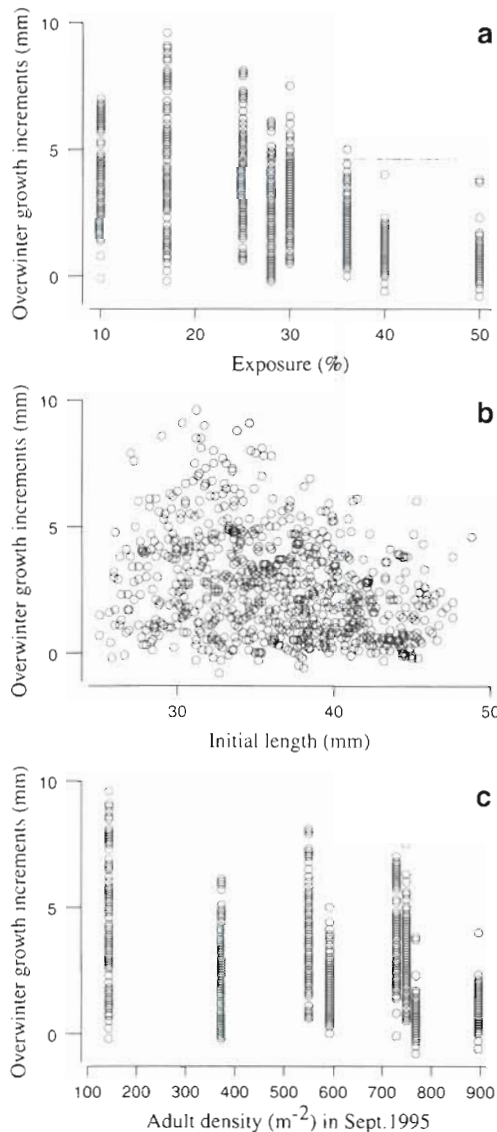 a
Overwinter growth increments (mm)
10
5
0
10 20 30 40 50
Exposure (%)
b
Overwinter growth increments (mm)
10
5
0
30 40 50
Initial length (mm)
c
Overwinter growth increments (mm)
10
5
0
100 200 300 400 500 600 700 800 900
Adult density (m⁻²) in Sept.1995